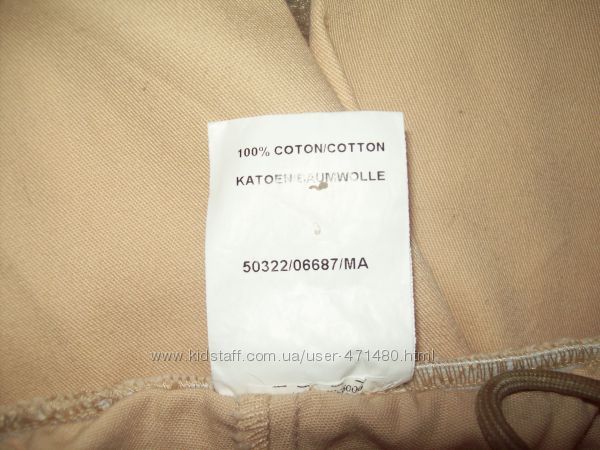 100% COTON/COTTON
KATOEN/BAUMWOLLE
50322/06687/MA
www.kidstaff.com.ua/user-471480.html